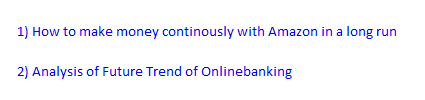 1) How to make money continously with Amazon in a long run
2) Analysis of Future Trend of Onlinebanking